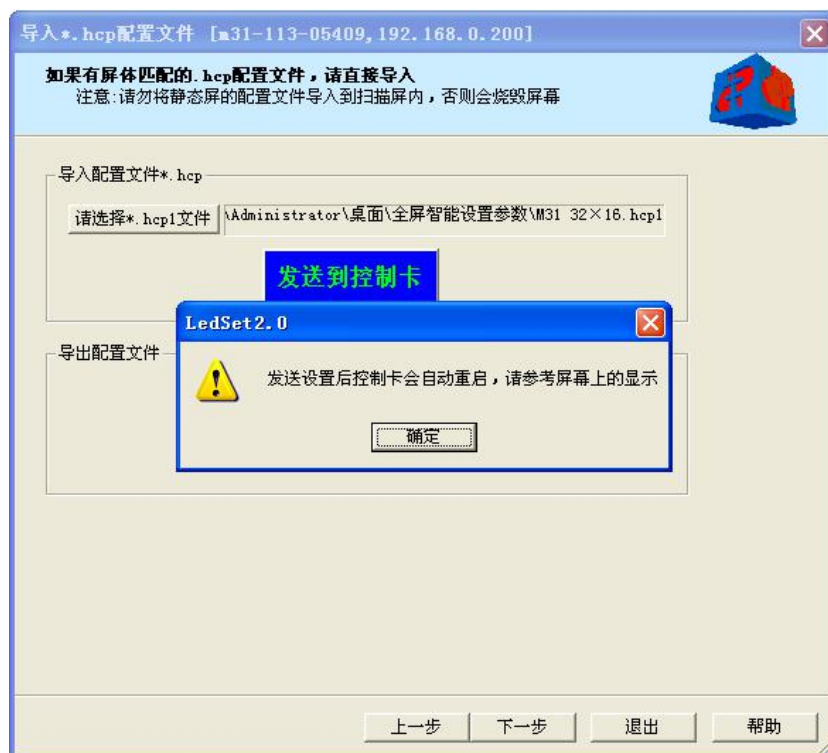 导入*.hcp配置文件 [m31-113-05409,192.168.0.200]
如果有屏体匹配的.hcp配置文件，请直接导入
注意:请勿将静态屏的配置文件导入到扫描屏内，否则会烧毁屏幕
导入配置文件*.hcp
请选择*.hcp1文件
\Administrator\桌面\全屏智能设置参数\M31 32×16.hcp1
发送到控制卡
LedSet2.0
导出配置文件
发送设置后控制卡会自动重启，请参考屏幕上的显示
确定
上一步
下一步
退出
帮助